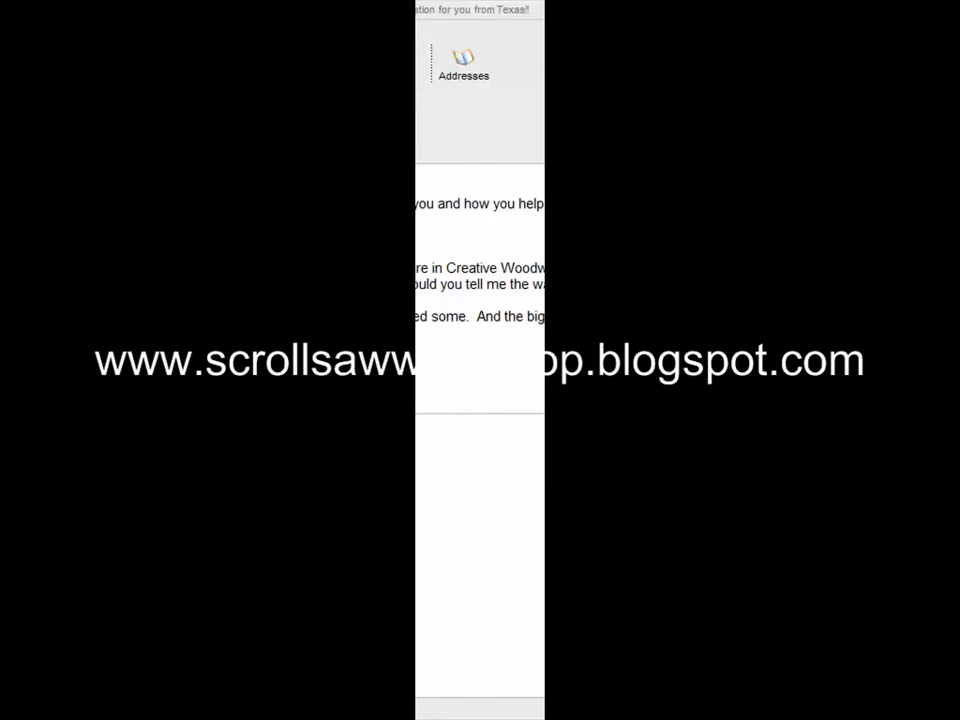 stion for you from Texas!!
Addresses
you and how you help
re in Creative Woodw
ould you tell me the wa
ed some. And the big
www.scrollsaww op.blogspot.com